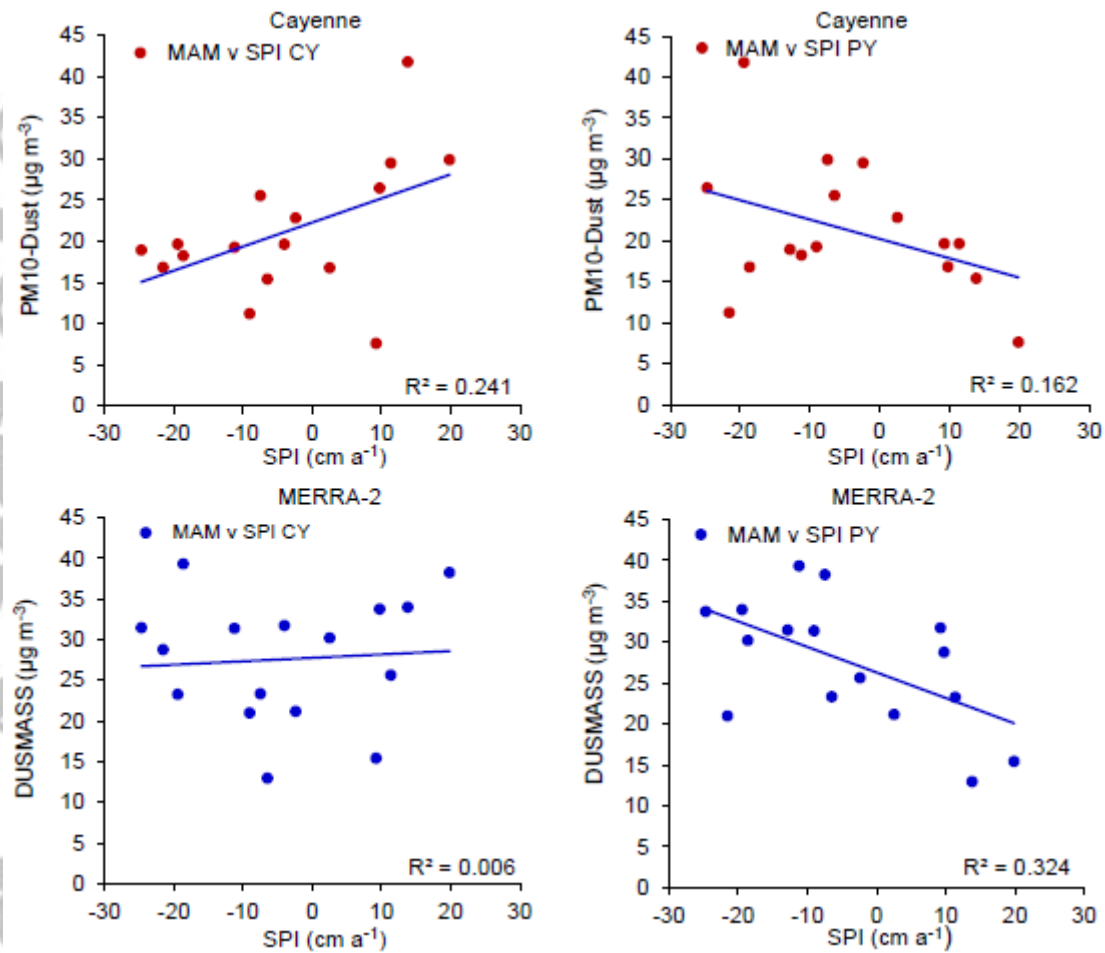 Cayenne
MAM v SPI CY
PM10-Dust (µg m⁻³)
45
40
35
30
25
20
15
10
5
0
R² = 0.241
-30 -20 -10 0 10 20 30
SPI (cm a⁻¹)
Cayenne
MAM v SPI PY
PM10-Dust (µg m⁻³)
45
40
35
30
25
20
15
10
5
0
R² = 0.162
-30 -20 -10 0 10 20 30
SPI (cm a⁻¹)
MERRA-2
MAM v SPI CY
DUSMASS (µg m⁻³)
45
40
35
30
25
20
15
10
5
0
R² = 0.006
-30 -20 -10 0 10 20 30
SPI (cm a⁻¹)
MERRA-2
MAM v SPI PY
DUSMASS (µg m⁻³)
45
40
35
30
25
20
15
10
5
0
R² = 0.324
-30 -20 -10 0 10 20 30
SPI (cm a⁻¹)